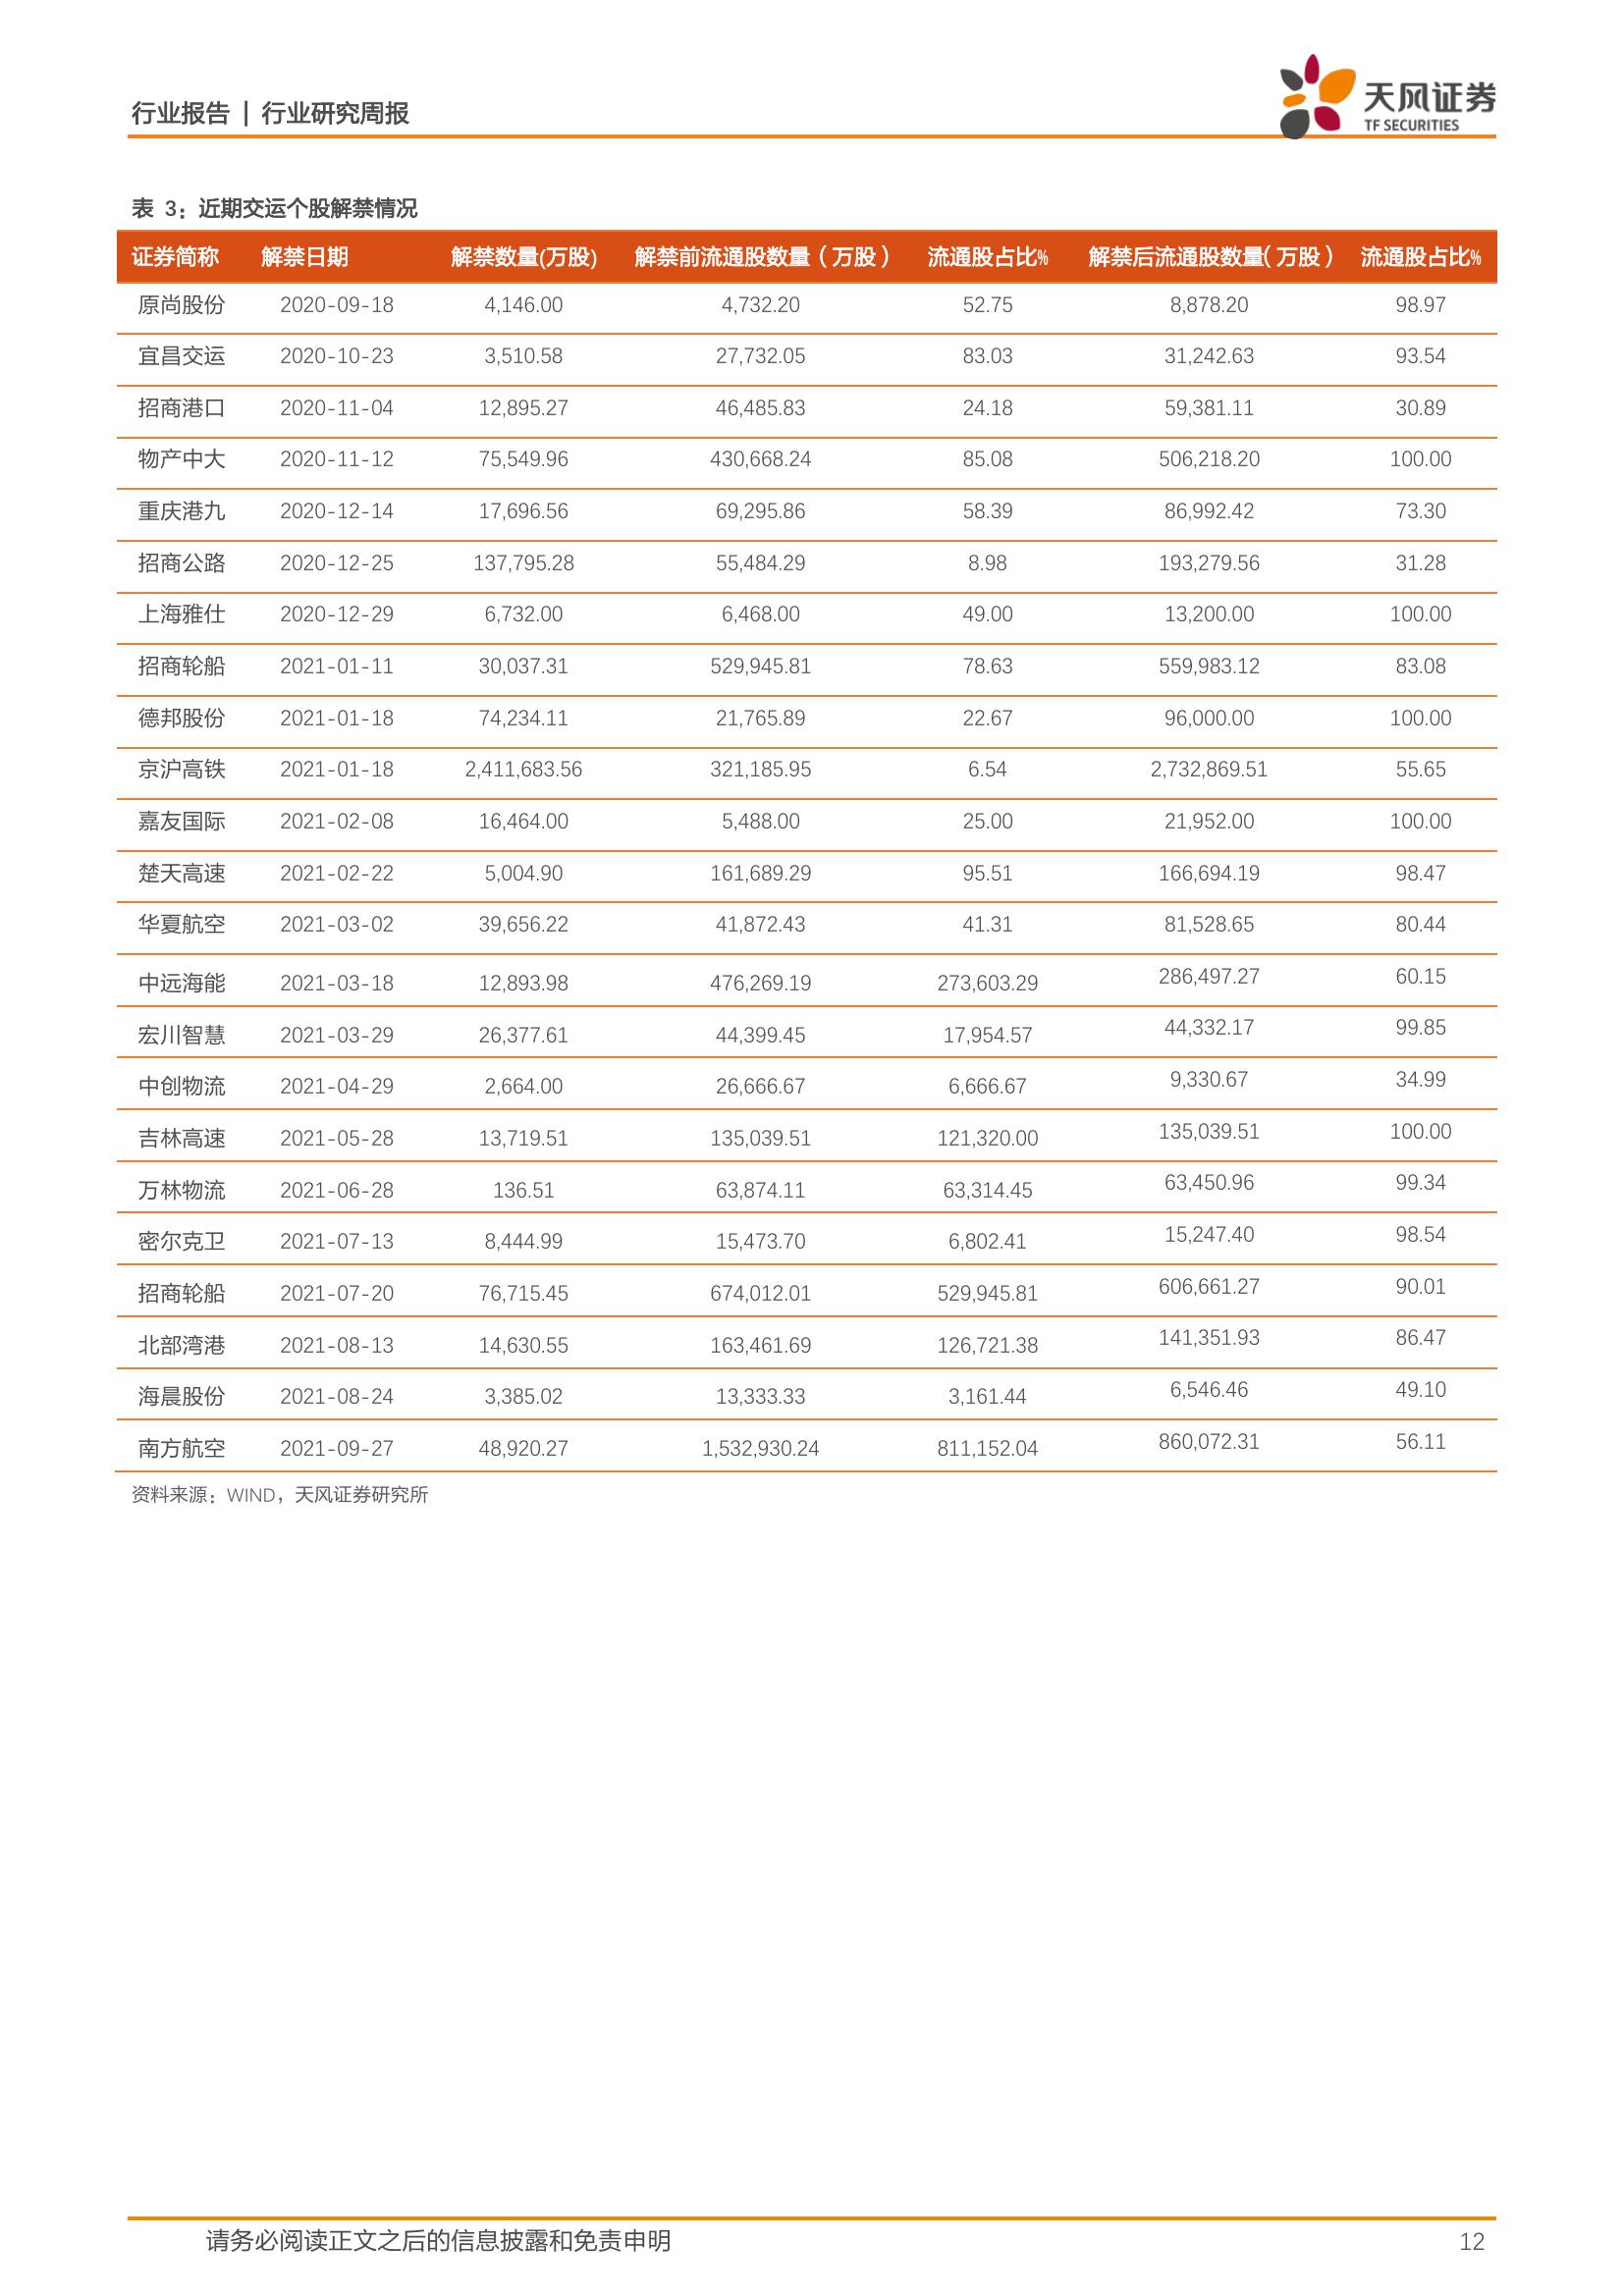 行业报告 | 行业研究周报
天风证券
TF SECURITIES
表 3：近期交运个股解禁情况
证券简称 解禁日期 解禁数量(万股) 解禁前流通股数量（万股） 流通股占比% 解禁后流通股数量（万股） 流通股占比%
原尚股份 2020-09-18 4,146.00 4,732.20 52.75 8,878.20 98.97
宜昌交运 2020-10-23 3,510.58 27,732.05 83.03 31,242.63 93.54
招商港口 2020-11-04 12,895.27 46,485.83 24.18 59,381.11 30.89
物产中大 2020-11-12 75,549.96 430,668.24 85.08 506,218.20 100.00
重庆港九 2020-12-14 17,696.56 69,295.86 58.39 86,992.42 73.30
招商公路 2020-12-25 137,795.28 55,484.29 8.98 193,279.56 31.28
上海雅仕 2020-12-29 6,732.00 6,468.00 49.00 13,200.00 100.00
招商轮船 2021-01-11 30,037.31 529,945.81 78.63 559,983.12 83.08
德邦股份 2021-01-18 74,234.11 21,765.89 22.67 96,000.00 100.00
京沪高铁 2021-01-18 2,411,683.56 321,185.95 6.54 2,732,869.51 55.65
嘉友国际 2021-02-08 16,464.00 5,488.00 25.00 21,952.00 100.00
楚天高速 2021-02-22 5,004.90 161,689.29 95.51 166,694.19 98.47
华夏航空 2021-03-02 39,656.22 41,872.43 41.31 81,528.65 80.44
中远海能 2021-03-18 12,893.98 476,269.19 273,603.29 286,497.27 60.15
宏川智慧 2021-03-29 26,377.61 44,399.45 17,954.57 44,332.17 99.85
中创物流 2021-04-29 2,664.00 26,666.67 6,666.67 9,330.67 34.99
吉林高速 2021-05-28 13,719.51 135,039.51 121,320.00 135,039.51 100.00
万林物流 2021-06-28 136.51 63,874.11 63,314.45 63,450.96 99.34
密尔克卫 2021-07-13 8,444.99 15,473.70 6,802.41 15,247.40 98.54
招商轮船 2021-07-20 76,715.45 674,012.01 529,945.81 606,661.27 90.01
北部湾港 2021-08-13 14,630.55 163,461.69 126,721.38 141,351.93 86.47
海晨股份 2021-08-24 3,385.02 13,333.33 3,161.44 6,546.46 49.10
南方航空 2021-09-27 48,920.27 1,532,930.24 811,152.04 860,072.31 56.11
资料来源：WIND，天风证券研究所
请务必阅读正文之后的信息披露和免责申明 12